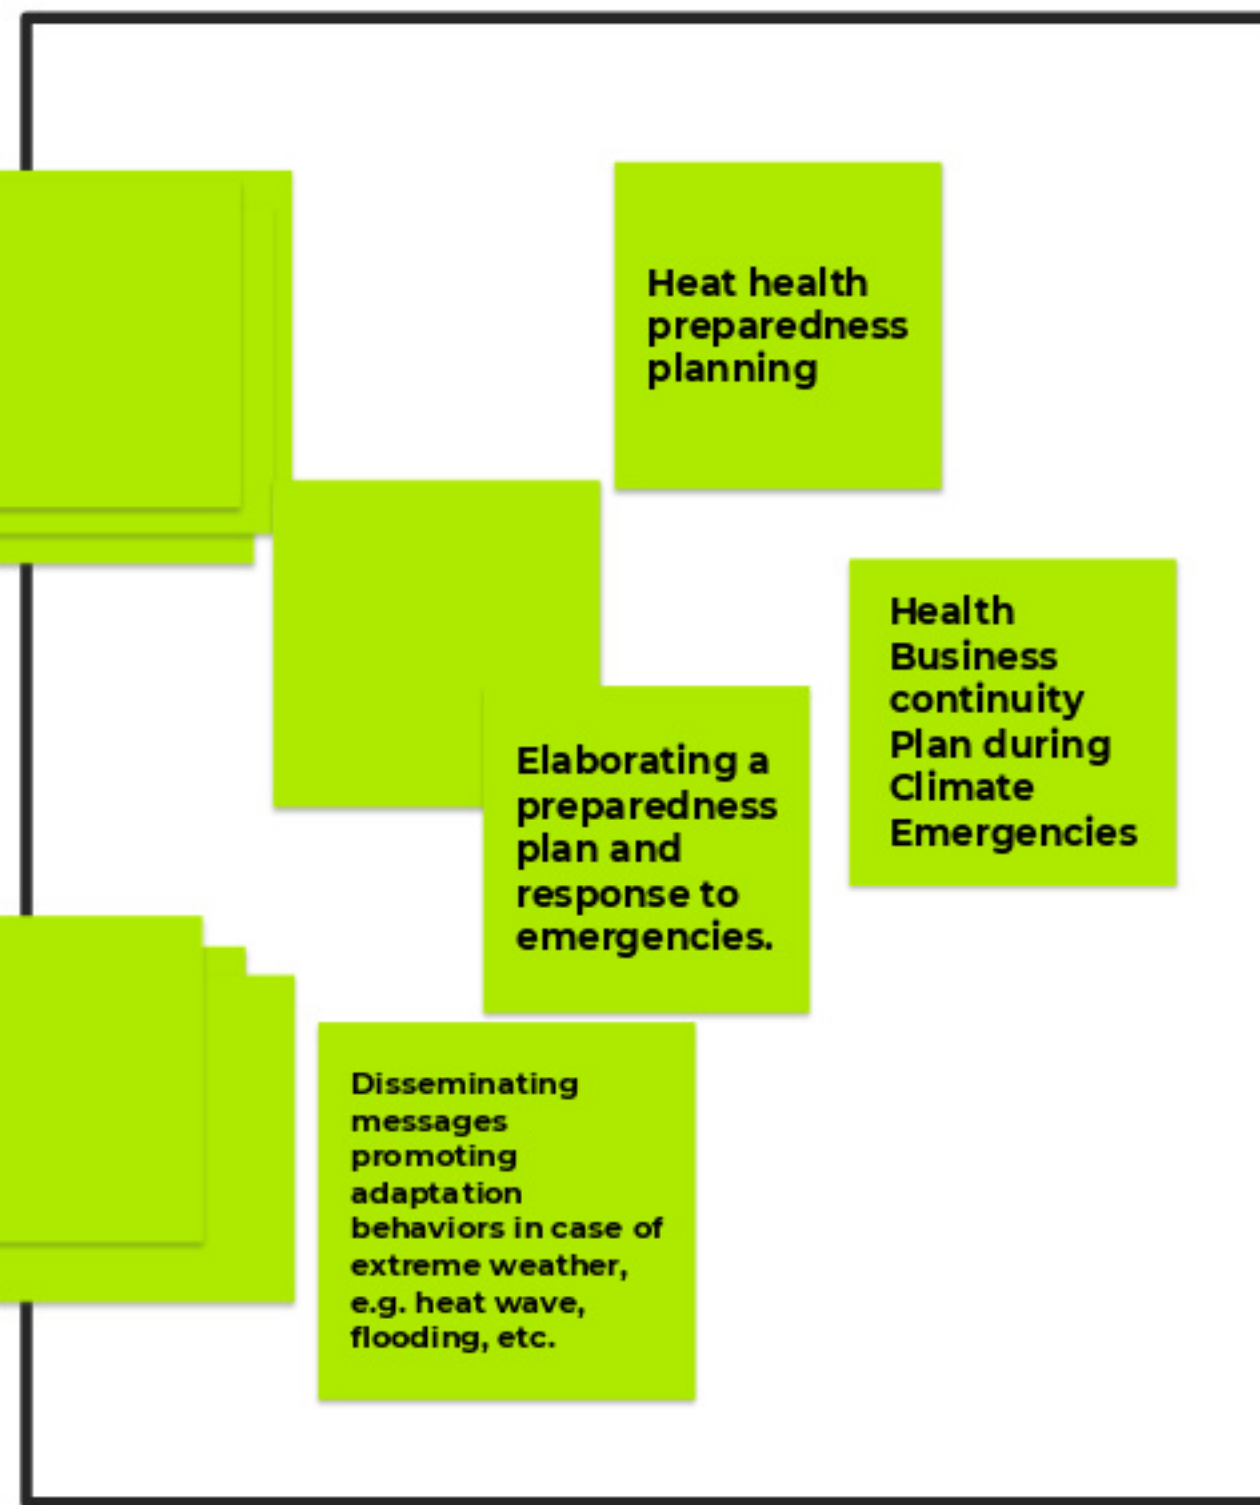 Heat health
preparedness
planning
Health
Business
continuity
Plan during
Climate
Emergencies
Elaborating a
preparedness
plan and
response to
emergencies.
Disseminating
messages
promoting
adaptation
behaviors in case of
extreme weather,
e.g. heat wave,
flooding, etc.